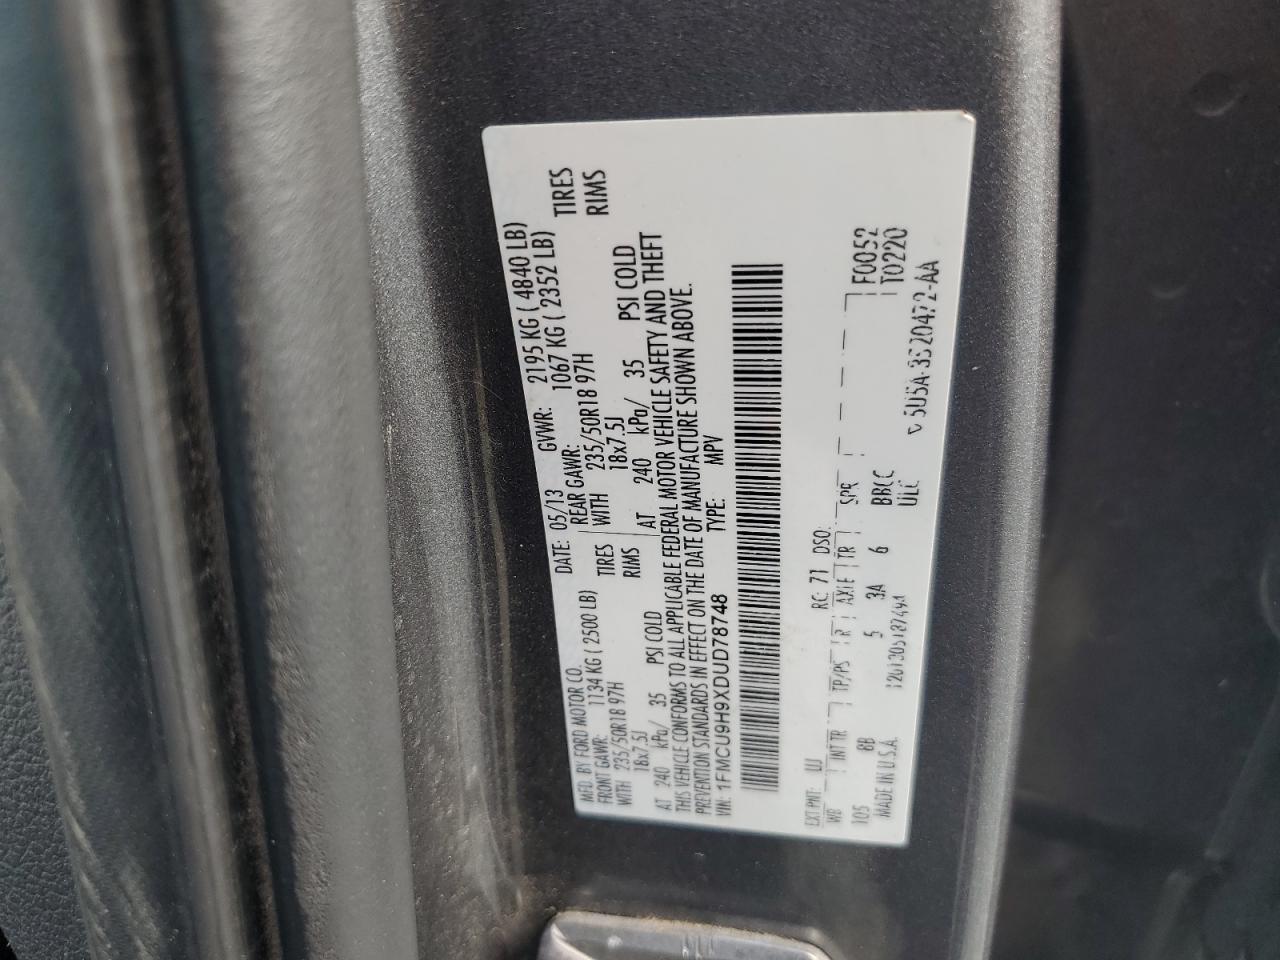 MFD. BY FORD MOTOR CO. DATE: 05/13 GVWR: 2195 KG ( 4840 LB)
FRONT GAWR: 1134 KG ( 2500 LB) REAR GAWR: 1067 KG ( 2352 LB)
WITH 235/50R18 97H TIRES WITH 235/50R18 97H TIRES
18x7.5J RIMS 18x7.5J RIMS
AT 240 kPa/ 35 PSI COLD AT 240 kPa/ 35 PSI COLD
THIS VEHICLE CONFORMS TO ALL APPLICABLE FEDERAL MOTOR VEHICLE SAFETY AND THEFT
PREVENTION STANDARDS IN EFFECT ON THE DATE OF MANUFACTURE SHOWN ABOVE.
VIN: 1FMCU9H9XDUD78748 TYPE: MPV
EXT PNT: UJ RC: 71 DSO:
WB INT TR TP/PS R AXLE TR SPR F0052
105 8B 5 3A 6 BBCC T0220
MADE IN U.S.A. ULC